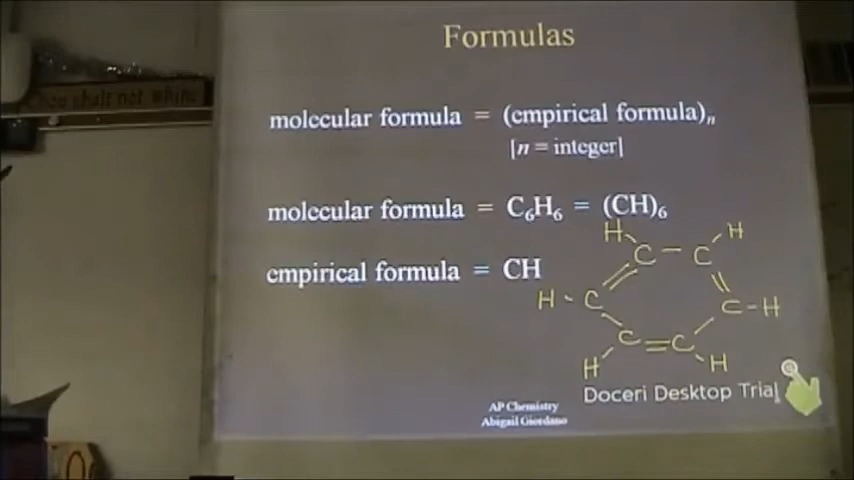 Formulas
Thou shalt not whine
molecular formula = (empirical formula)n
[n = integer]
molecular formula = C6H6 = (CH)6
empirical formula = CH
H H
C – C
H - C C - H
C = C
H H
Doceri Desktop Trial
AP Chemistry
Abigail Giordano